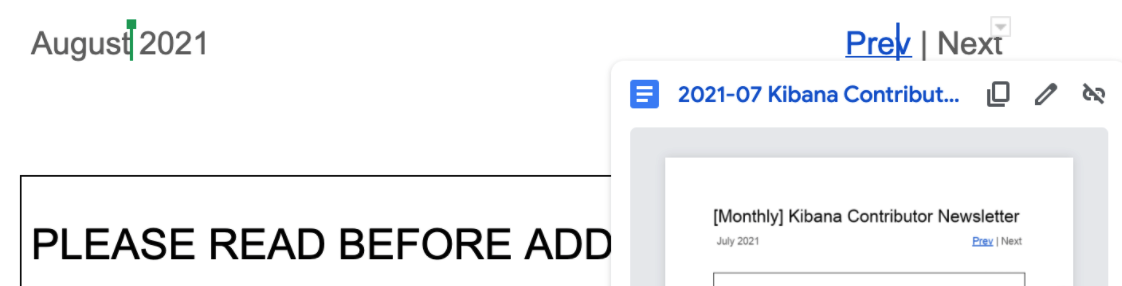 August 2021
Prev | Next
2021-07 Kibana Contribut...
[Monthly] Kibana Contributor Newsletter
July 2021
Prev | Next
PLEASE READ BEFORE ADD